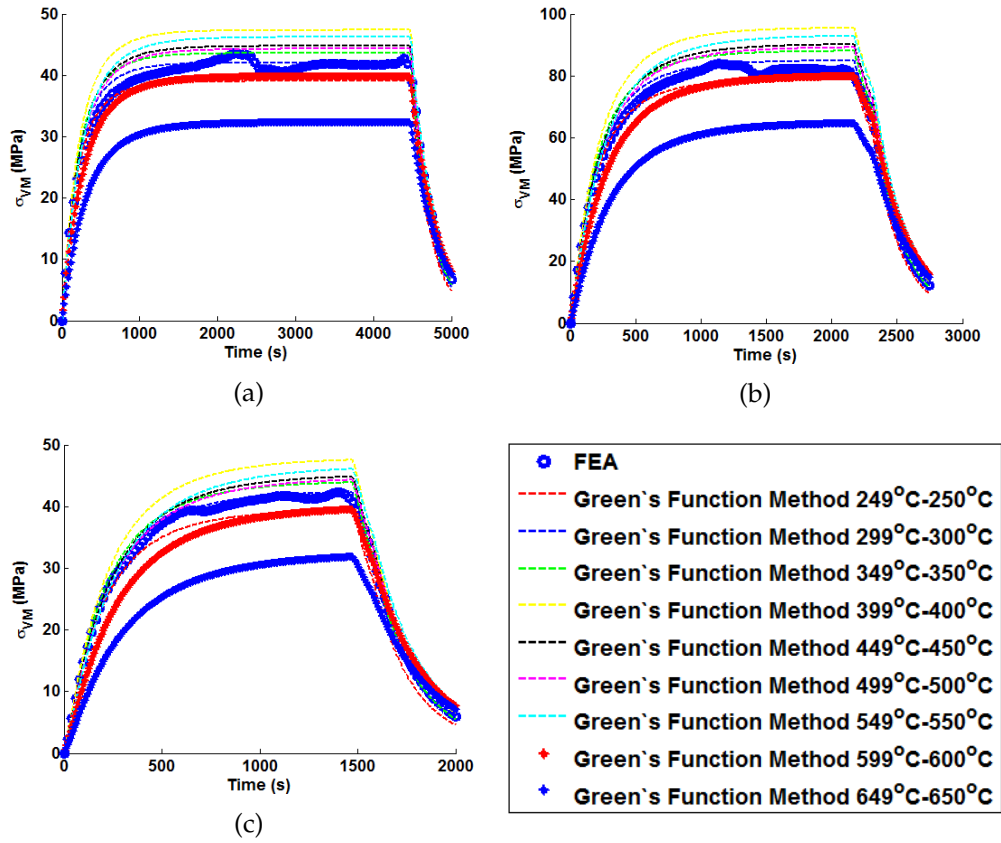 50
40
30
20
10
0
σVM (MPa)
0 1000 2000 3000 4000 5000
Time (s)
(a)
100
80
60
40
20
0
σVM (MPa)
0 500 1000 1500 2000 2500 3000
Time (s)
(b)
50
40
30
20
10
0
σVM (MPa)
0 500 1000 1500 2000
Time (s)
(c)
FEA
Green`s Function Method 249°C-250°C
Green`s Function Method 299°C-300°C
Green`s Function Method 349°C-350°C
Green`s Function Method 399°C-400°C
Green`s Function Method 449°C-450°C
Green`s Function Method 499°C-500°C
Green`s Function Method 549°C-550°C
Green`s Function Method 599°C-600°C
Green`s Function Method 649°C-650°C